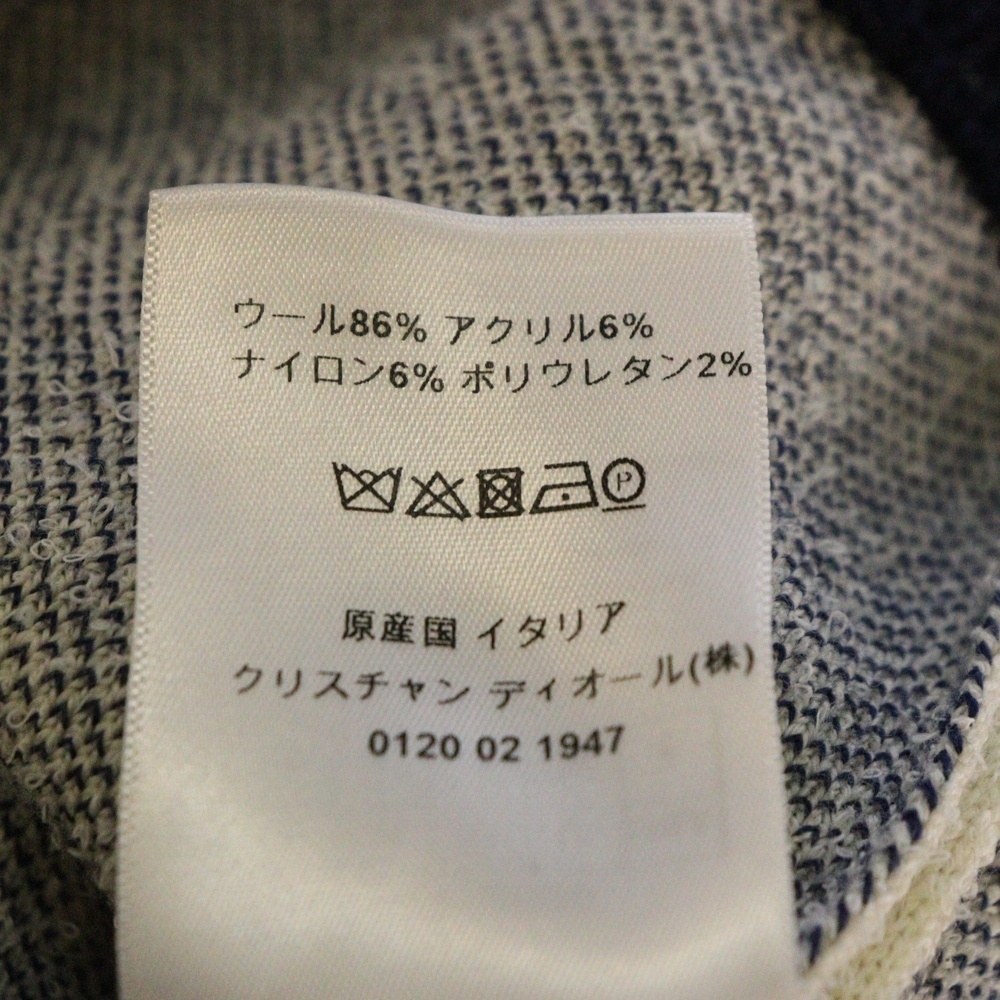 ウール86% アクリル6%
ナイロン6% ポリウレタン2%
P
原産国 イタリア
クリスチャン ディオール(株)
0120 02 1947